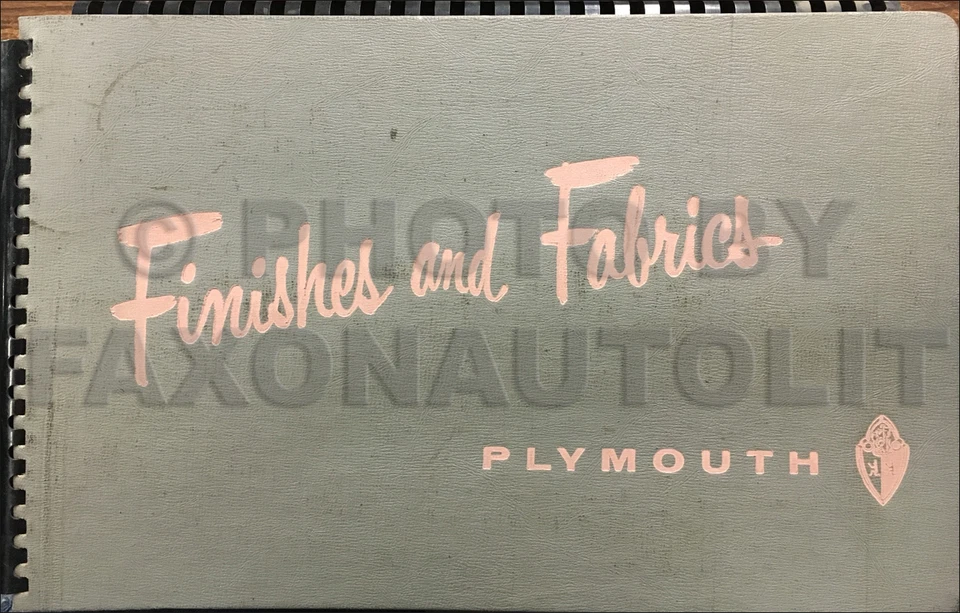 Finishes and Fabrics
© PHOTO BY
FAXONAUTOLIT
PLYMOUTH